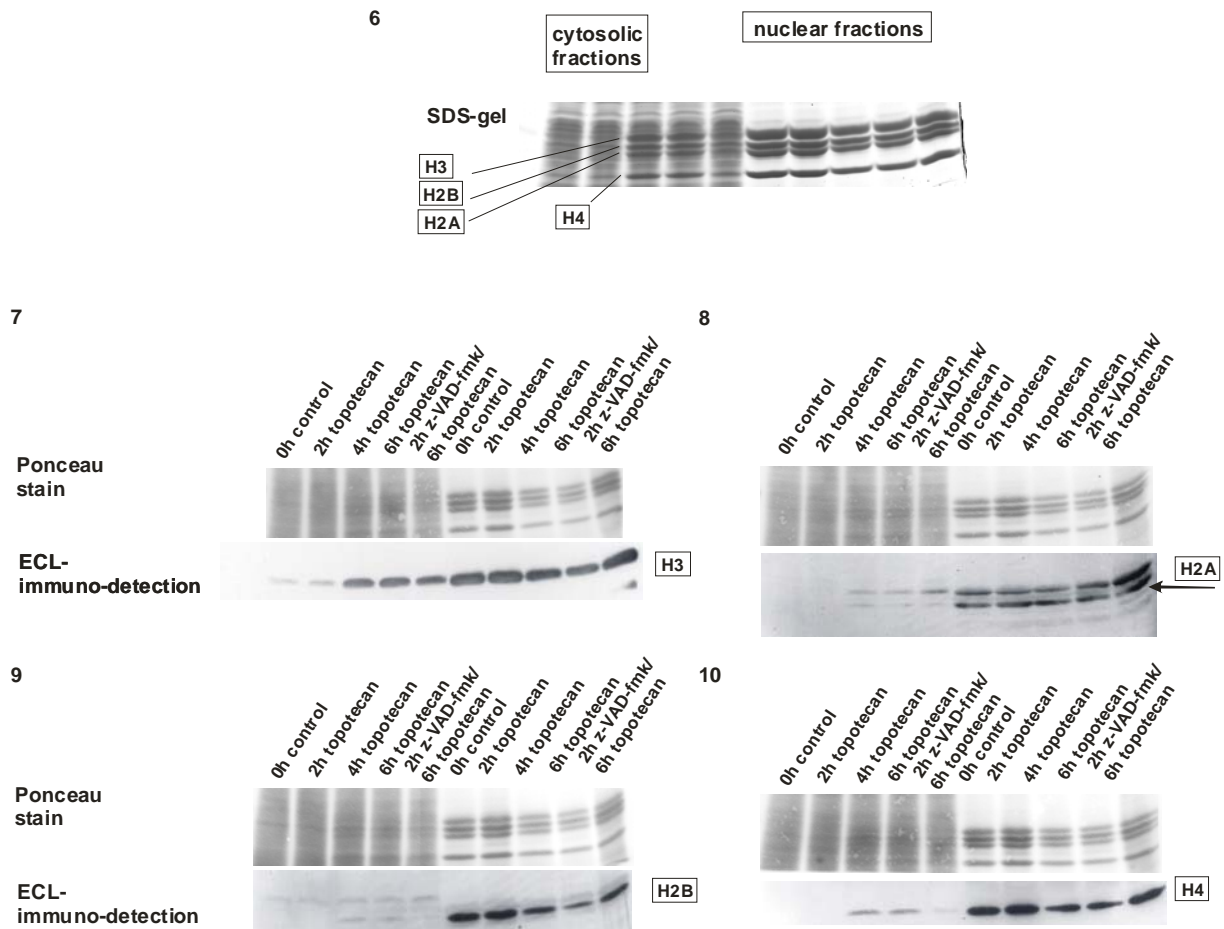 6
cytosolic
fractions
nuclear fractions
SDS-gel
H3
H2B
H2A
H4
7
0h control
2h topotecan
4h topotecan
6h topotecan
2h z-VAD-fmk/
6h topotecan
0h control
2h topotecan
4h topotecan
6h topotecan
2h z-VAD-fmk/
6h topotecan
Ponceau
stain
ECL-
immuno-detection
H3
8
0h control
2h topotecan
4h topotecan
6h topotecan
2h z-VAD-fmk/
6h topotecan
0h control
2h topotecan
4h topotecan
6h topotecan
2h z-VAD-fmk/
6h topotecan
H2A
9
0h control
2h topotecan
4h topotecan
6h topotecan
2h z-VAD-fmk/
6h topotecan
0h control
2h topotecan
4h topotecan
6h topotecan
2h z-VAD-fmk/
6h topotecan
Ponceau
stain
ECL-
immuno-detection
H2B
10
0h control
2h topotecan
4h topotecan
6h topotecan
2h z-VAD-fmk/
6h topotecan
0h control
2h topotecan
4h topotecan
6h topotecan
2h z-VAD-fmk/
6h topotecan
H4